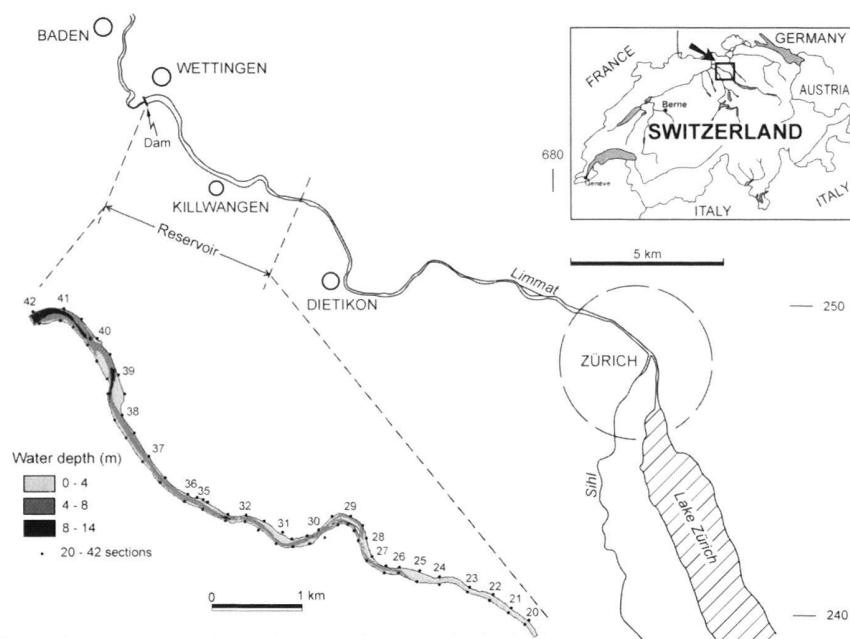 BADEN
WETTINGEN
Dam
KILLWANGEN
Reservoir
DIETIKON
Limmat
ZÜRICH
Sihl
Lake Zürich
GERMANY
FRANCE
AUSTRIA
Berne
SWITZERLAND
Genève
ITALY
ITALY
680
5 km
250
240
42
41
40
39
38
37
36
35
32
31
30
29
28
27
26
25
24
23
22
21
20
Water depth (m)
0 - 4
4 - 8
8 - 14
20 - 42 sections
0
1 km